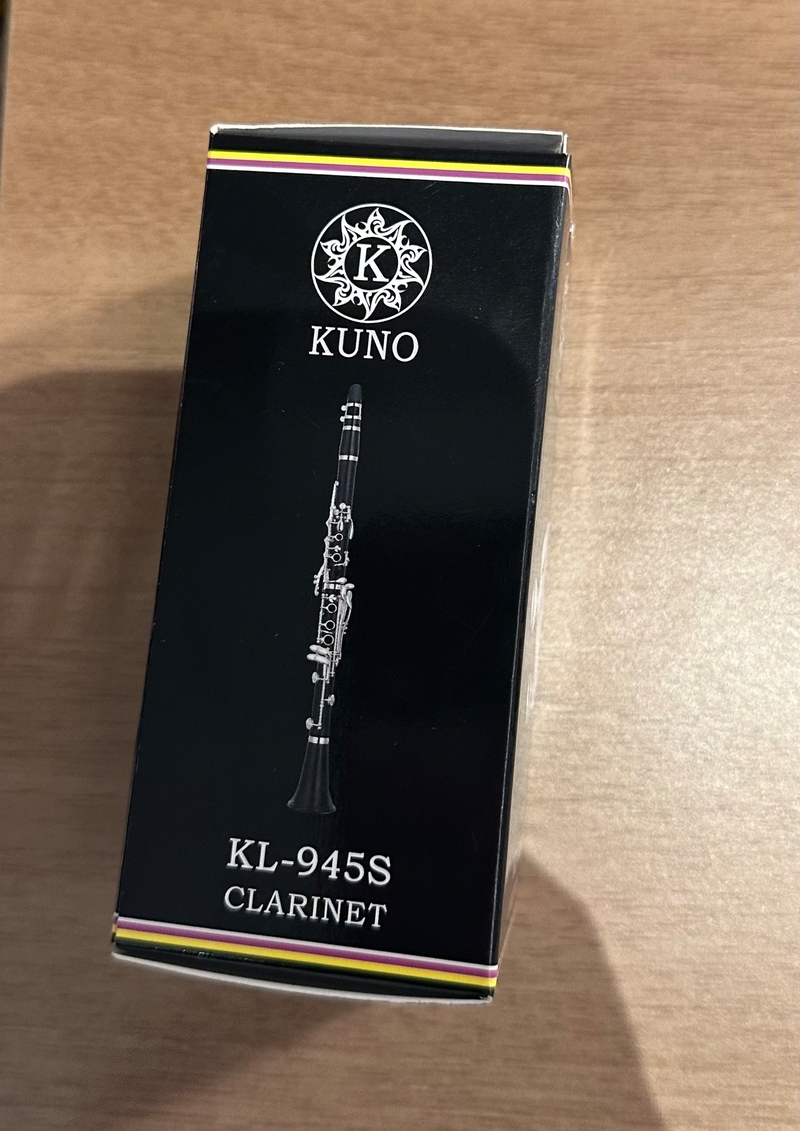 K
KUNO
KL-945S
CLARINET